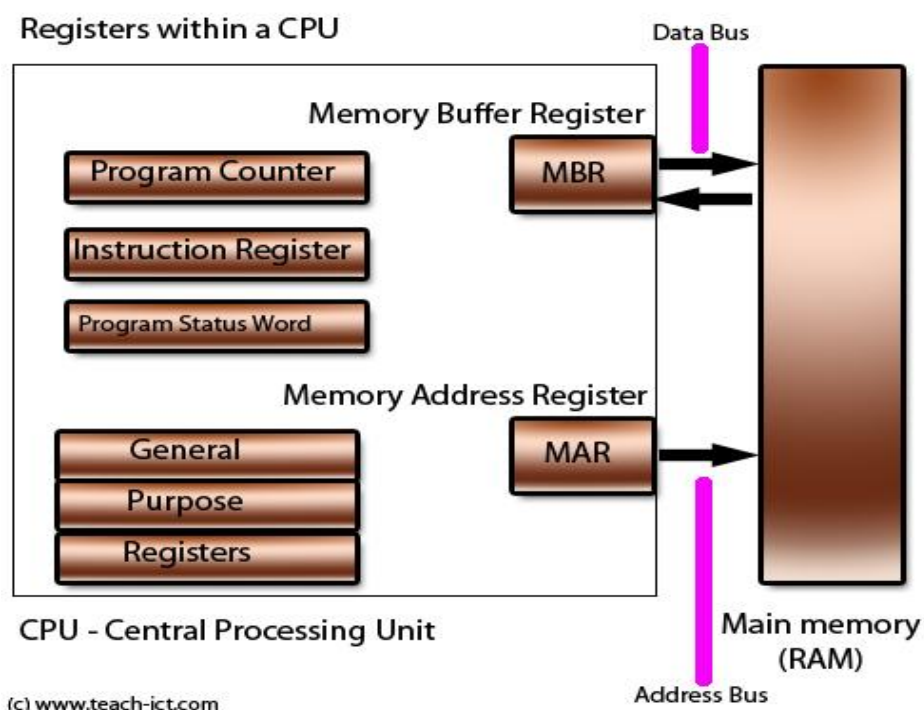 Registers within a CPU
Data Bus
Memory Buffer Register
MBR
Program Counter
Instruction Register
Program Status Word
Memory Address Register
MAR
General
Purpose
Registers
CPU - Central Processing Unit
Main memory
(RAM)
Address Bus
(c) www.teach-ict.com